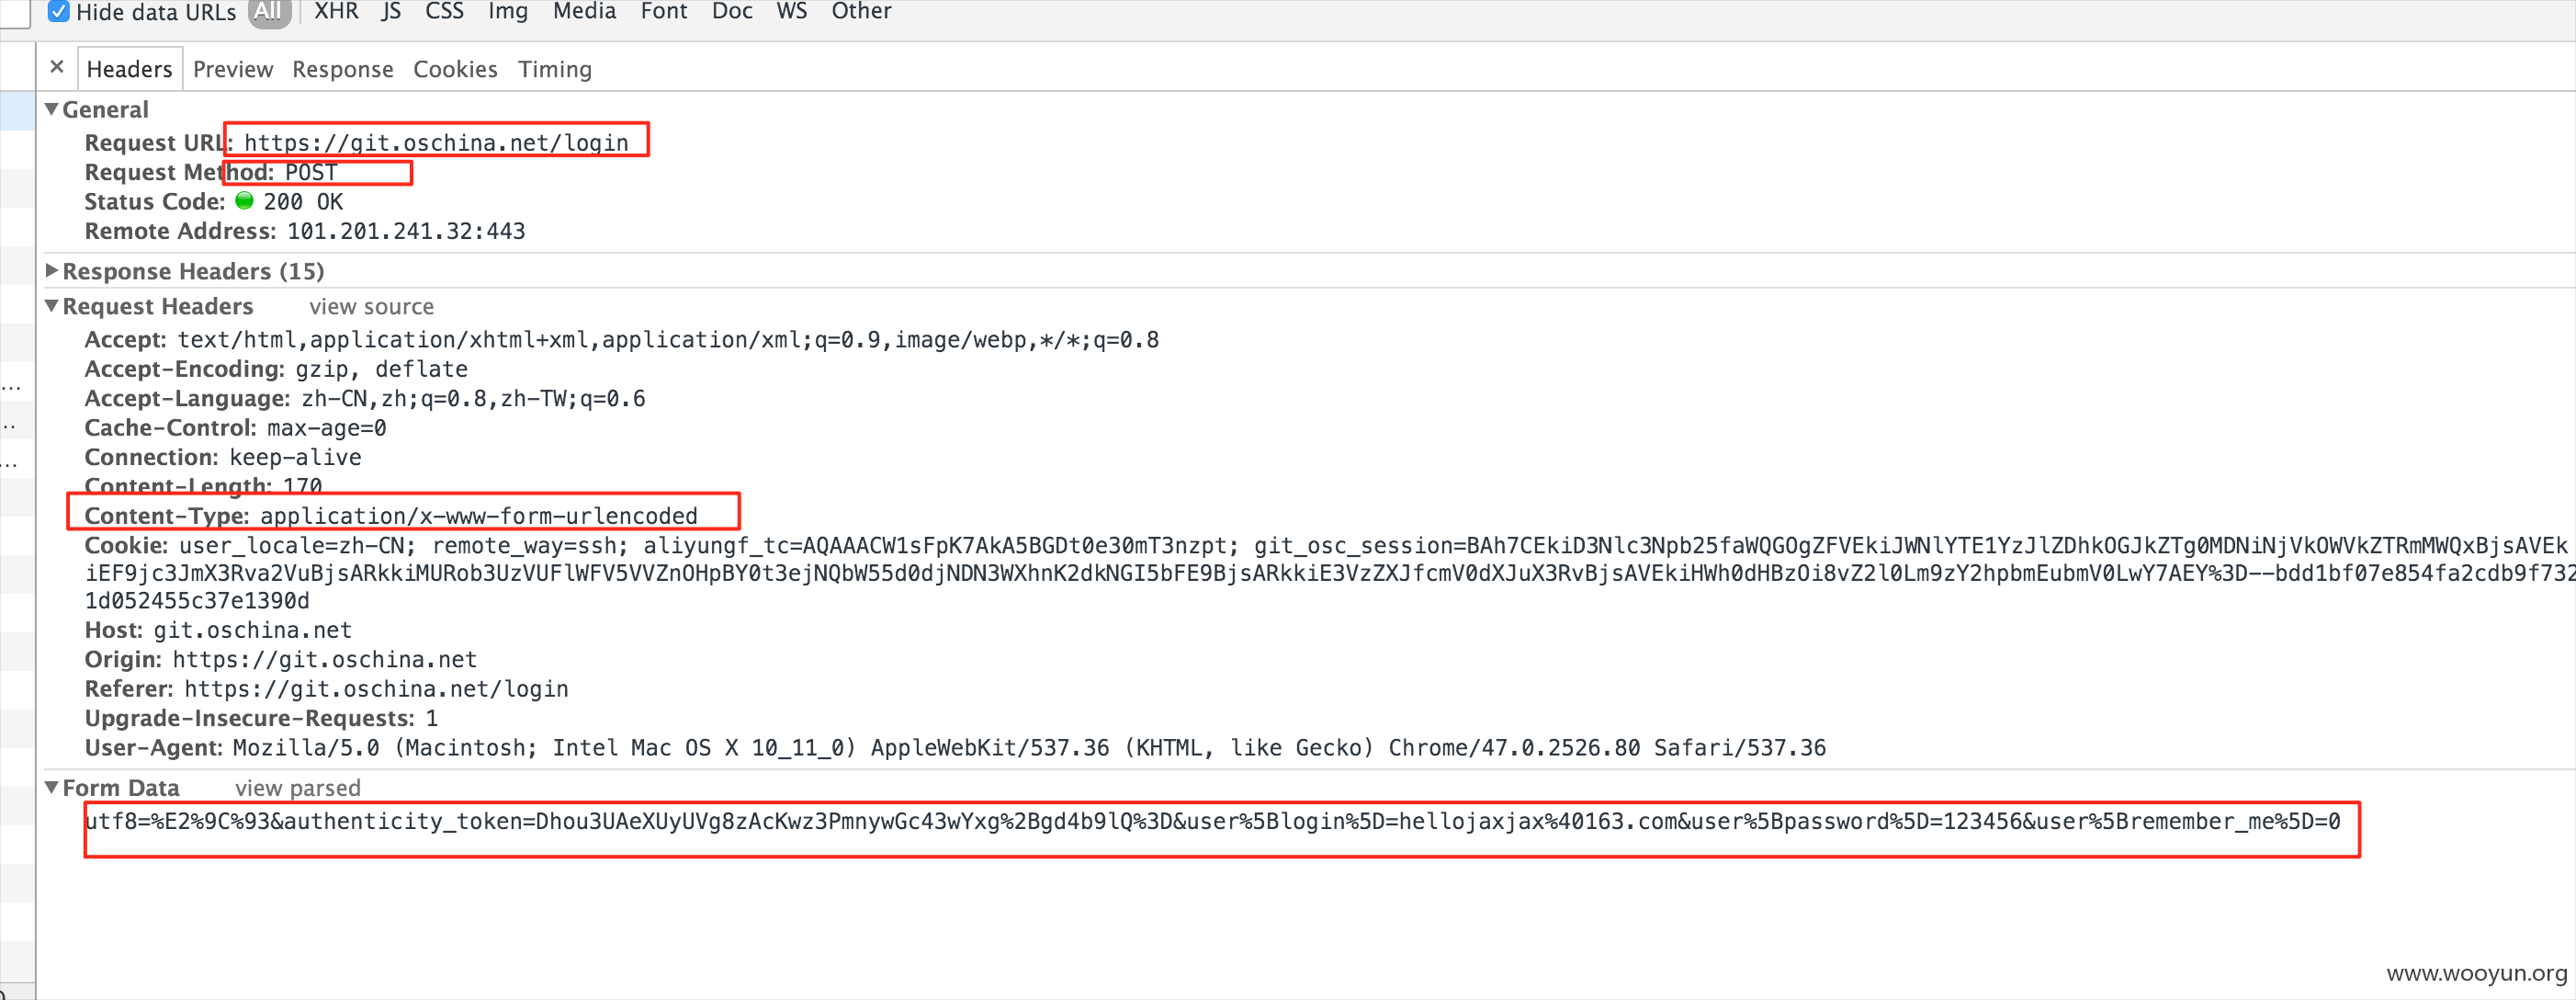 Hide data URLs All XHR JS CSS Img Media Font Doc WS Other
× Headers Preview Response Cookies Timing
▼General
Request URL: https://git.oschina.net/login
Request Method: POST
Status Code: 200 OK
Remote Address: 101.201.241.32:443
▶Response Headers (15)
▼Request Headers view source
Accept: text/html,application/xhtml+xml,application/xml;q=0.9,image/webp,*/*;q=0.8
Accept-Encoding: gzip, deflate
Accept-Language: zh-CN,zh;q=0.8,zh-TW;q=0.6
Cache-Control: max-age=0
Connection: keep-alive
Content-Length: 170
Content-Type: application/x-www-form-urlencoded
Cookie: user_locale=zh-CN; remote_way=ssh; aliyungf_tc=AQAAACW1sFpK7AkA5BGDt0e30mT3nzpt; git_osc_session=BAh7CEkiD3Nlc3Npb25faWQGOgZFVEkiJWNlYTE1YzJlZDhkOGJkZTg0MDNiNjVkOWVkZTRmMWQxBjsAVEk
iEF9jc3JmX3Rva2VuBjsARkkiMURob3UzVUFlWFV5VVZnOHpBY0t3ejNQbW55d0djNDN3WXhnK2dkNGI5bFE9BjsARkkiE3VzZXJfcmV0dXJuX3RvBjsAVEkiHWh0dHBzOi8vZ2l0Lm9zY2hpbmEubmV0LwY7AEY%3D--bdd1bf07e854fa2cdb9f732
1d052455c37e1390d
Host: git.oschina.net
Origin: https://git.oschina.net
Referer: https://git.oschina.net/login
Upgrade-Insecure-Requests: 1
User-Agent: Mozilla/5.0 (Macintosh; Intel Mac OS X 10_11_0) AppleWebKit/537.36 (KHTML, like Gecko) Chrome/47.0.2526.80 Safari/537.36
▼Form Data view parsed
utf8=%E2%9C%93&authenticity_token=Dhou3UAeXUyUVg8zAcKwz3PmnywGc43wYxg%2Bgd4b9lQ%3D&user%5Blogin%5D=hellojaxjax%40163.com&user%5Bpassword%5D=123456&user%5Bremember_me%5D=0
www.wooyun.org